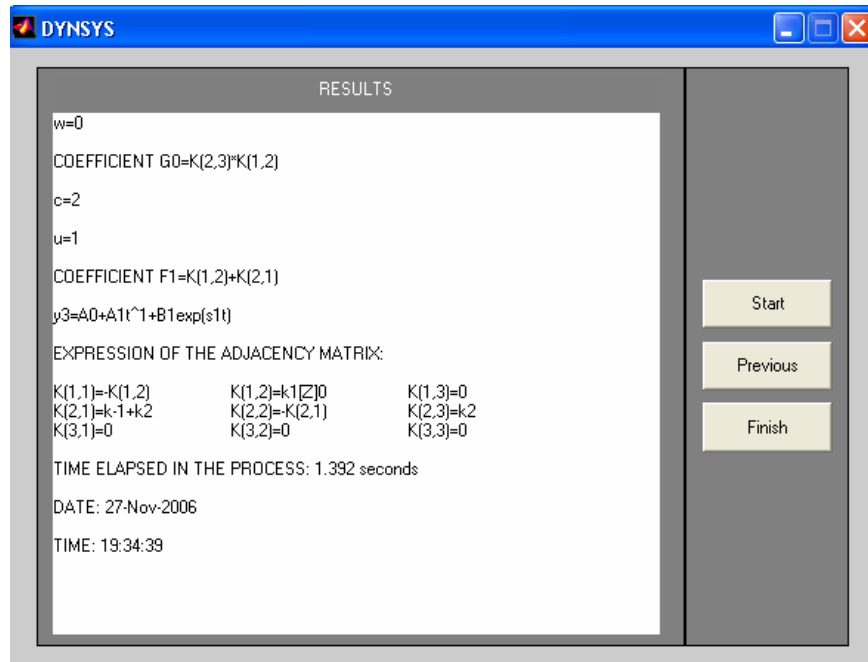 DYNSYS
RESULTS
w=0
COEFFICIENT G0=K(2,3)*K(1,2)
c=2
u=1
COEFFICIENT F1=K(1,2)+K(2,1)
y3=A0+A1t^1+B1exp(s1t)
EXPRESSION OF THE ADJACENCY MATRIX:
K(1,1)=-K(1,2) K(1,2)=k1[Z]0 K(1,3)=0
K(2,1)=k-1+k2 K(2,2)=-K(2,1) K(2,3)=k2
K(3,1)=0 K(3,2)=0 K(3,3)=0
TIME ELAPSED IN THE PROCESS: 1.392 seconds
DATE: 27-Nov-2006
TIME: 19:34:39
Start
Previous
Finish